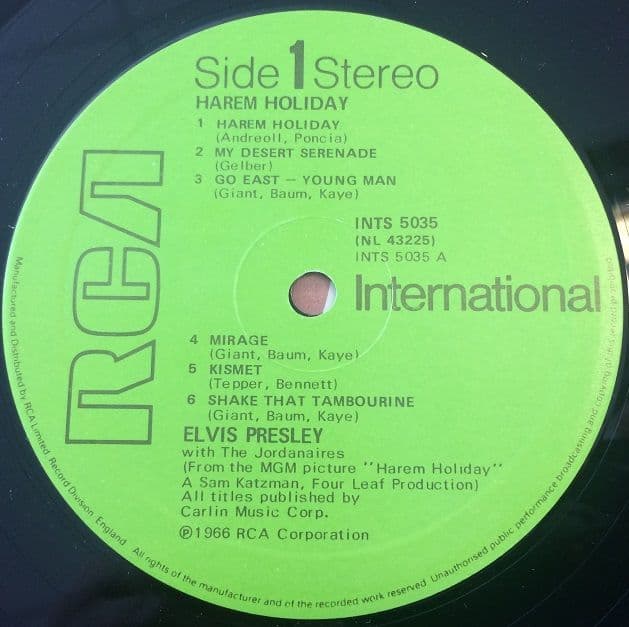 Side 1 Stereo
HAREM HOLIDAY
1 HAREM HOLIDAY
(Andreoll, Poncia)
2 MY DESERT SERENADE
(Gelber)
3 GO EAST – YOUNG MAN
(Giant, Baum, Kaye)
INTS 5035
(NL 43225)
INTS 5035 A
RCA
International
4 MIRAGE
(Giant, Baum, Kaye)
5 KISMET
(Tepper, Bennett)
6 SHAKE THAT TAMBOURINE
(Giant, Baum, Kaye)
ELVIS PRESLEY
with The Jordanaires
(From the MGM picture "Harem Holiday"
A Sam Katzman, Four Leaf Production)
All titles published by
Carlin Music Corp.
℗1966 RCA Corporation
Manufactured and Distributed by RCA Limited Record Division England. All rights of the manufacturer and of the recorded work reserved. Unauthorised public performance broadcasting and copying